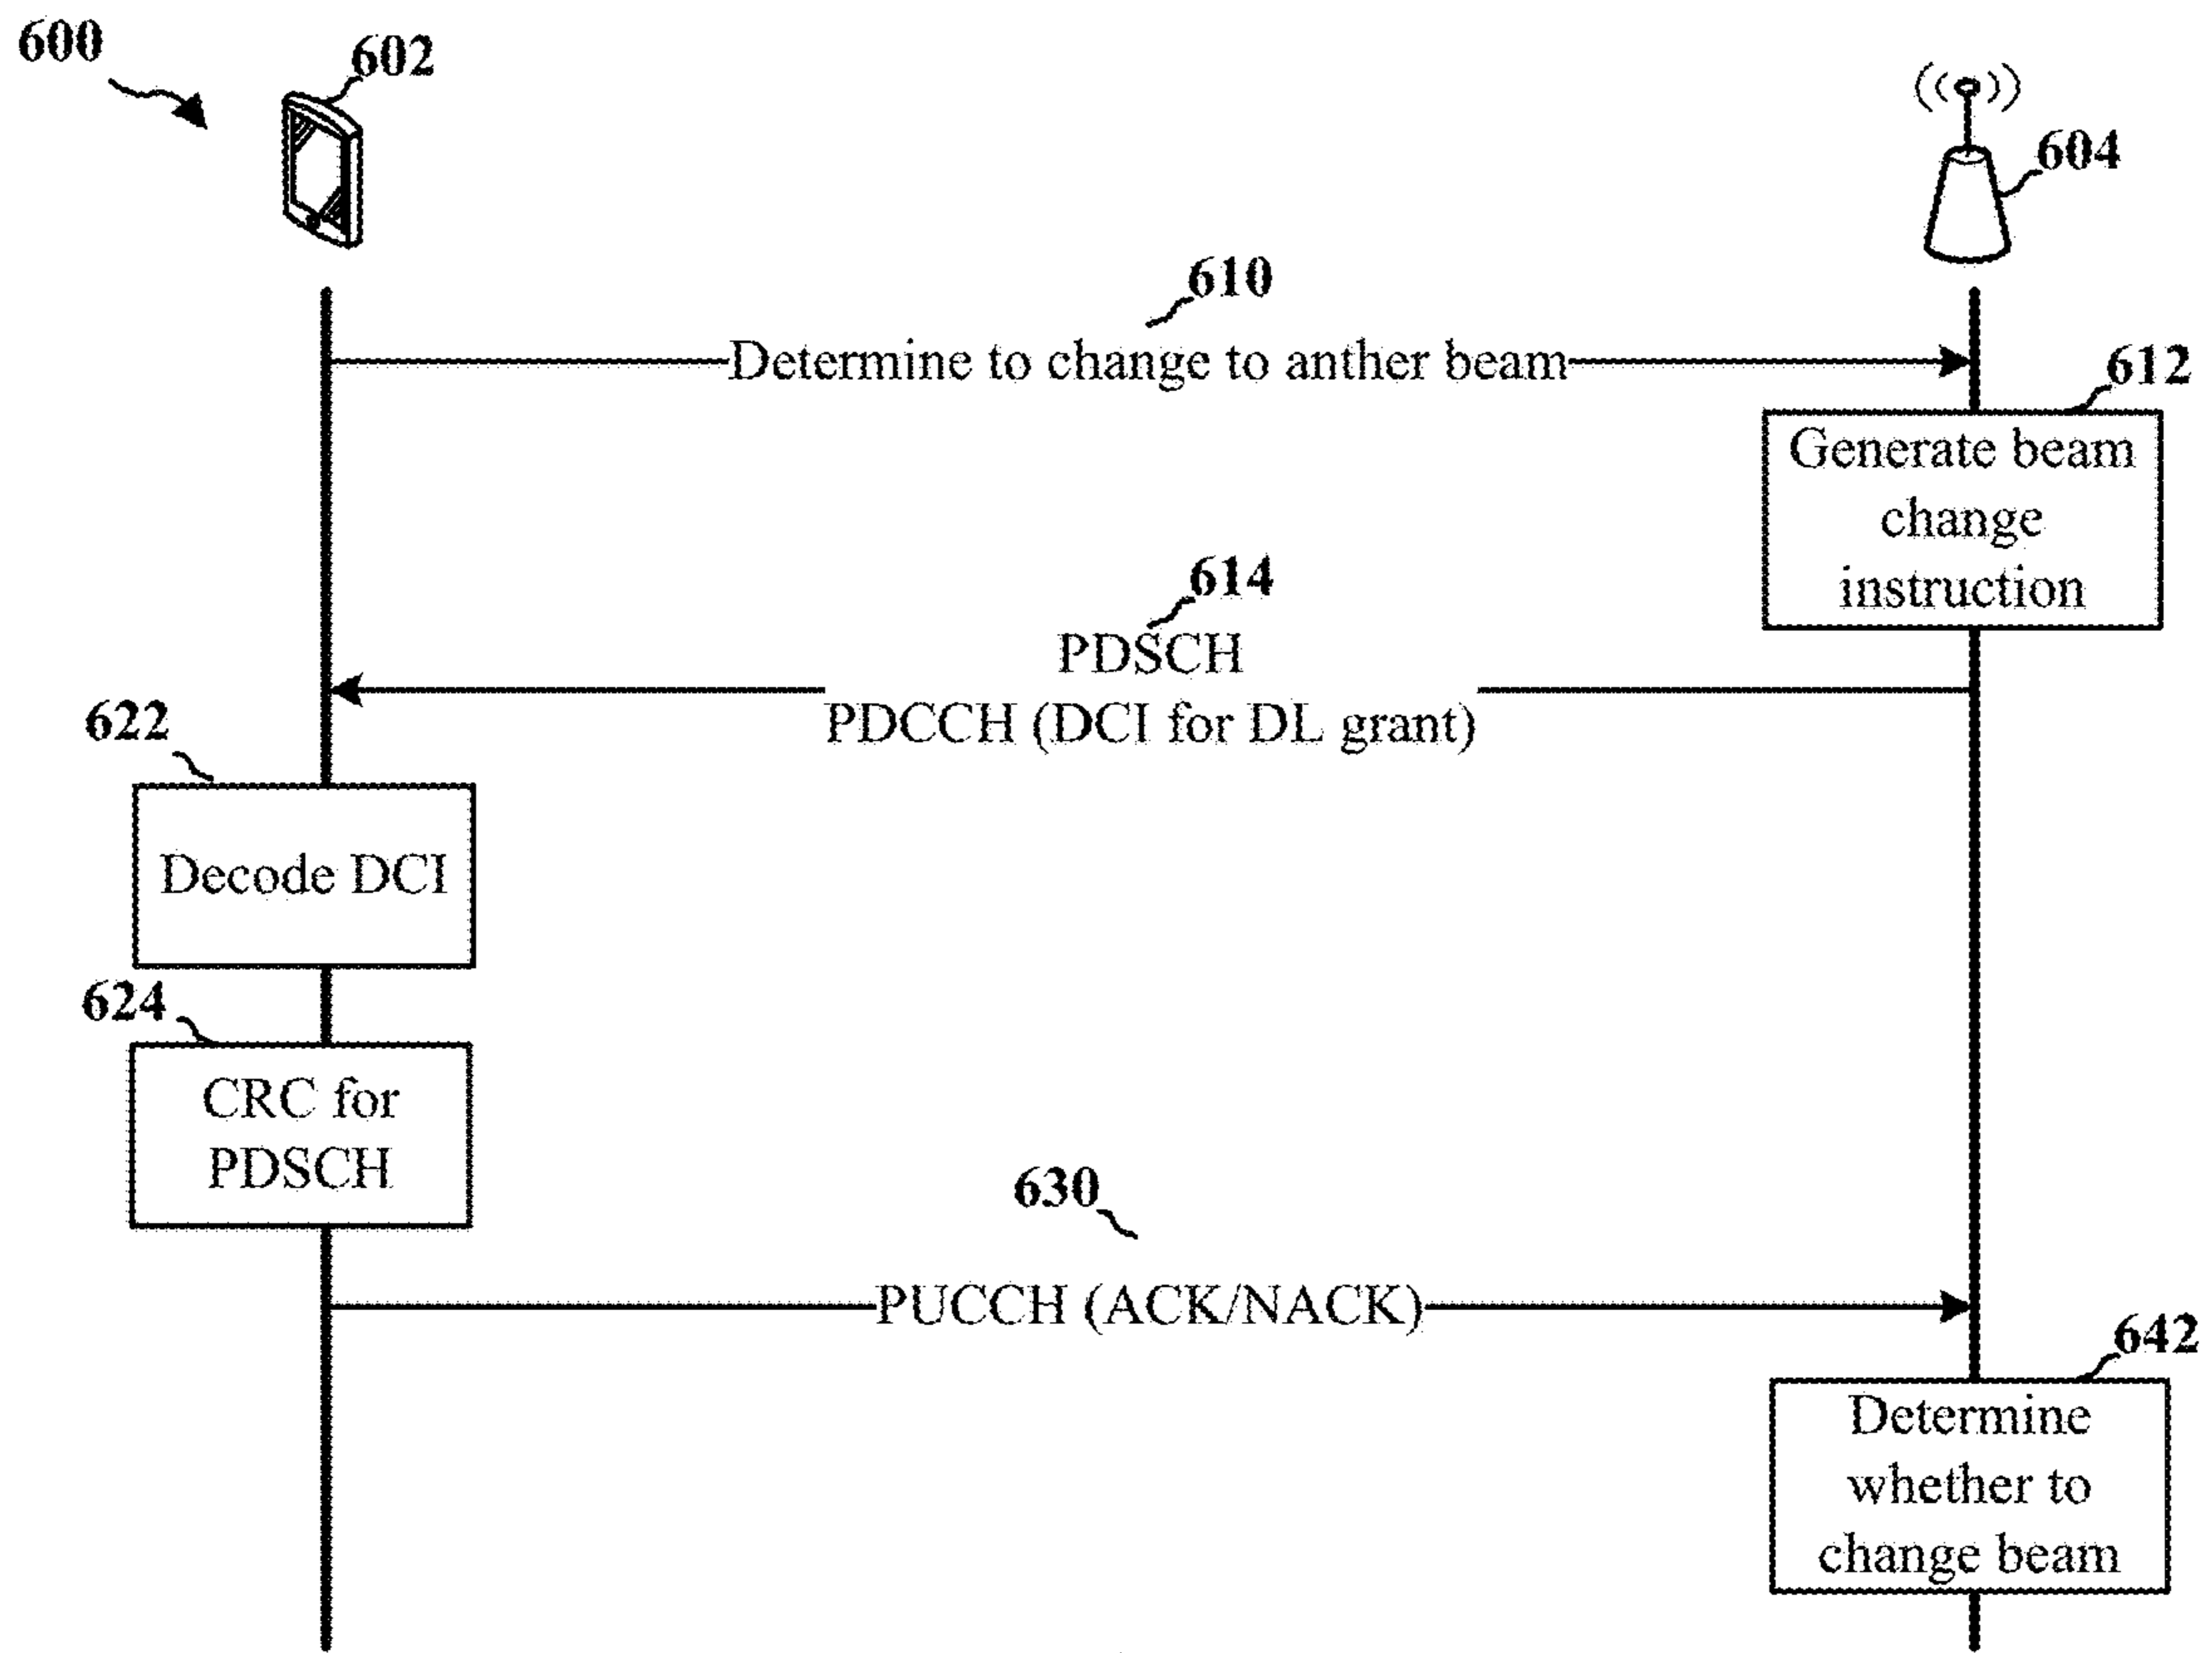 600
602
604
610
Determine to change to anther beam
612
Generate beam
change
instruction
614
PDSCH
PDCCH (DCI for DL grant)
622
Decode DCI
624
CRC for
PDSCH
630
PUCCH (ACK/NACK)
642
Determine
whether to
change beam